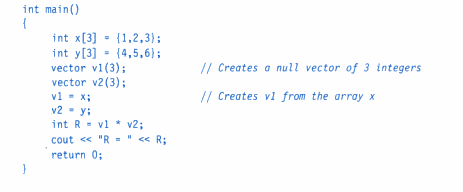 int main()
{
int x[3] = {1,2,3};
int y[3] = {4,5,6};
vector v1(3); // Creates a null vector of 3 integers
vector v2(3);
v1 = x; // Creates v1 from the array x
v2 = y;
int R = v1 * v2;
cout << "R = " << R;
return 0;
}